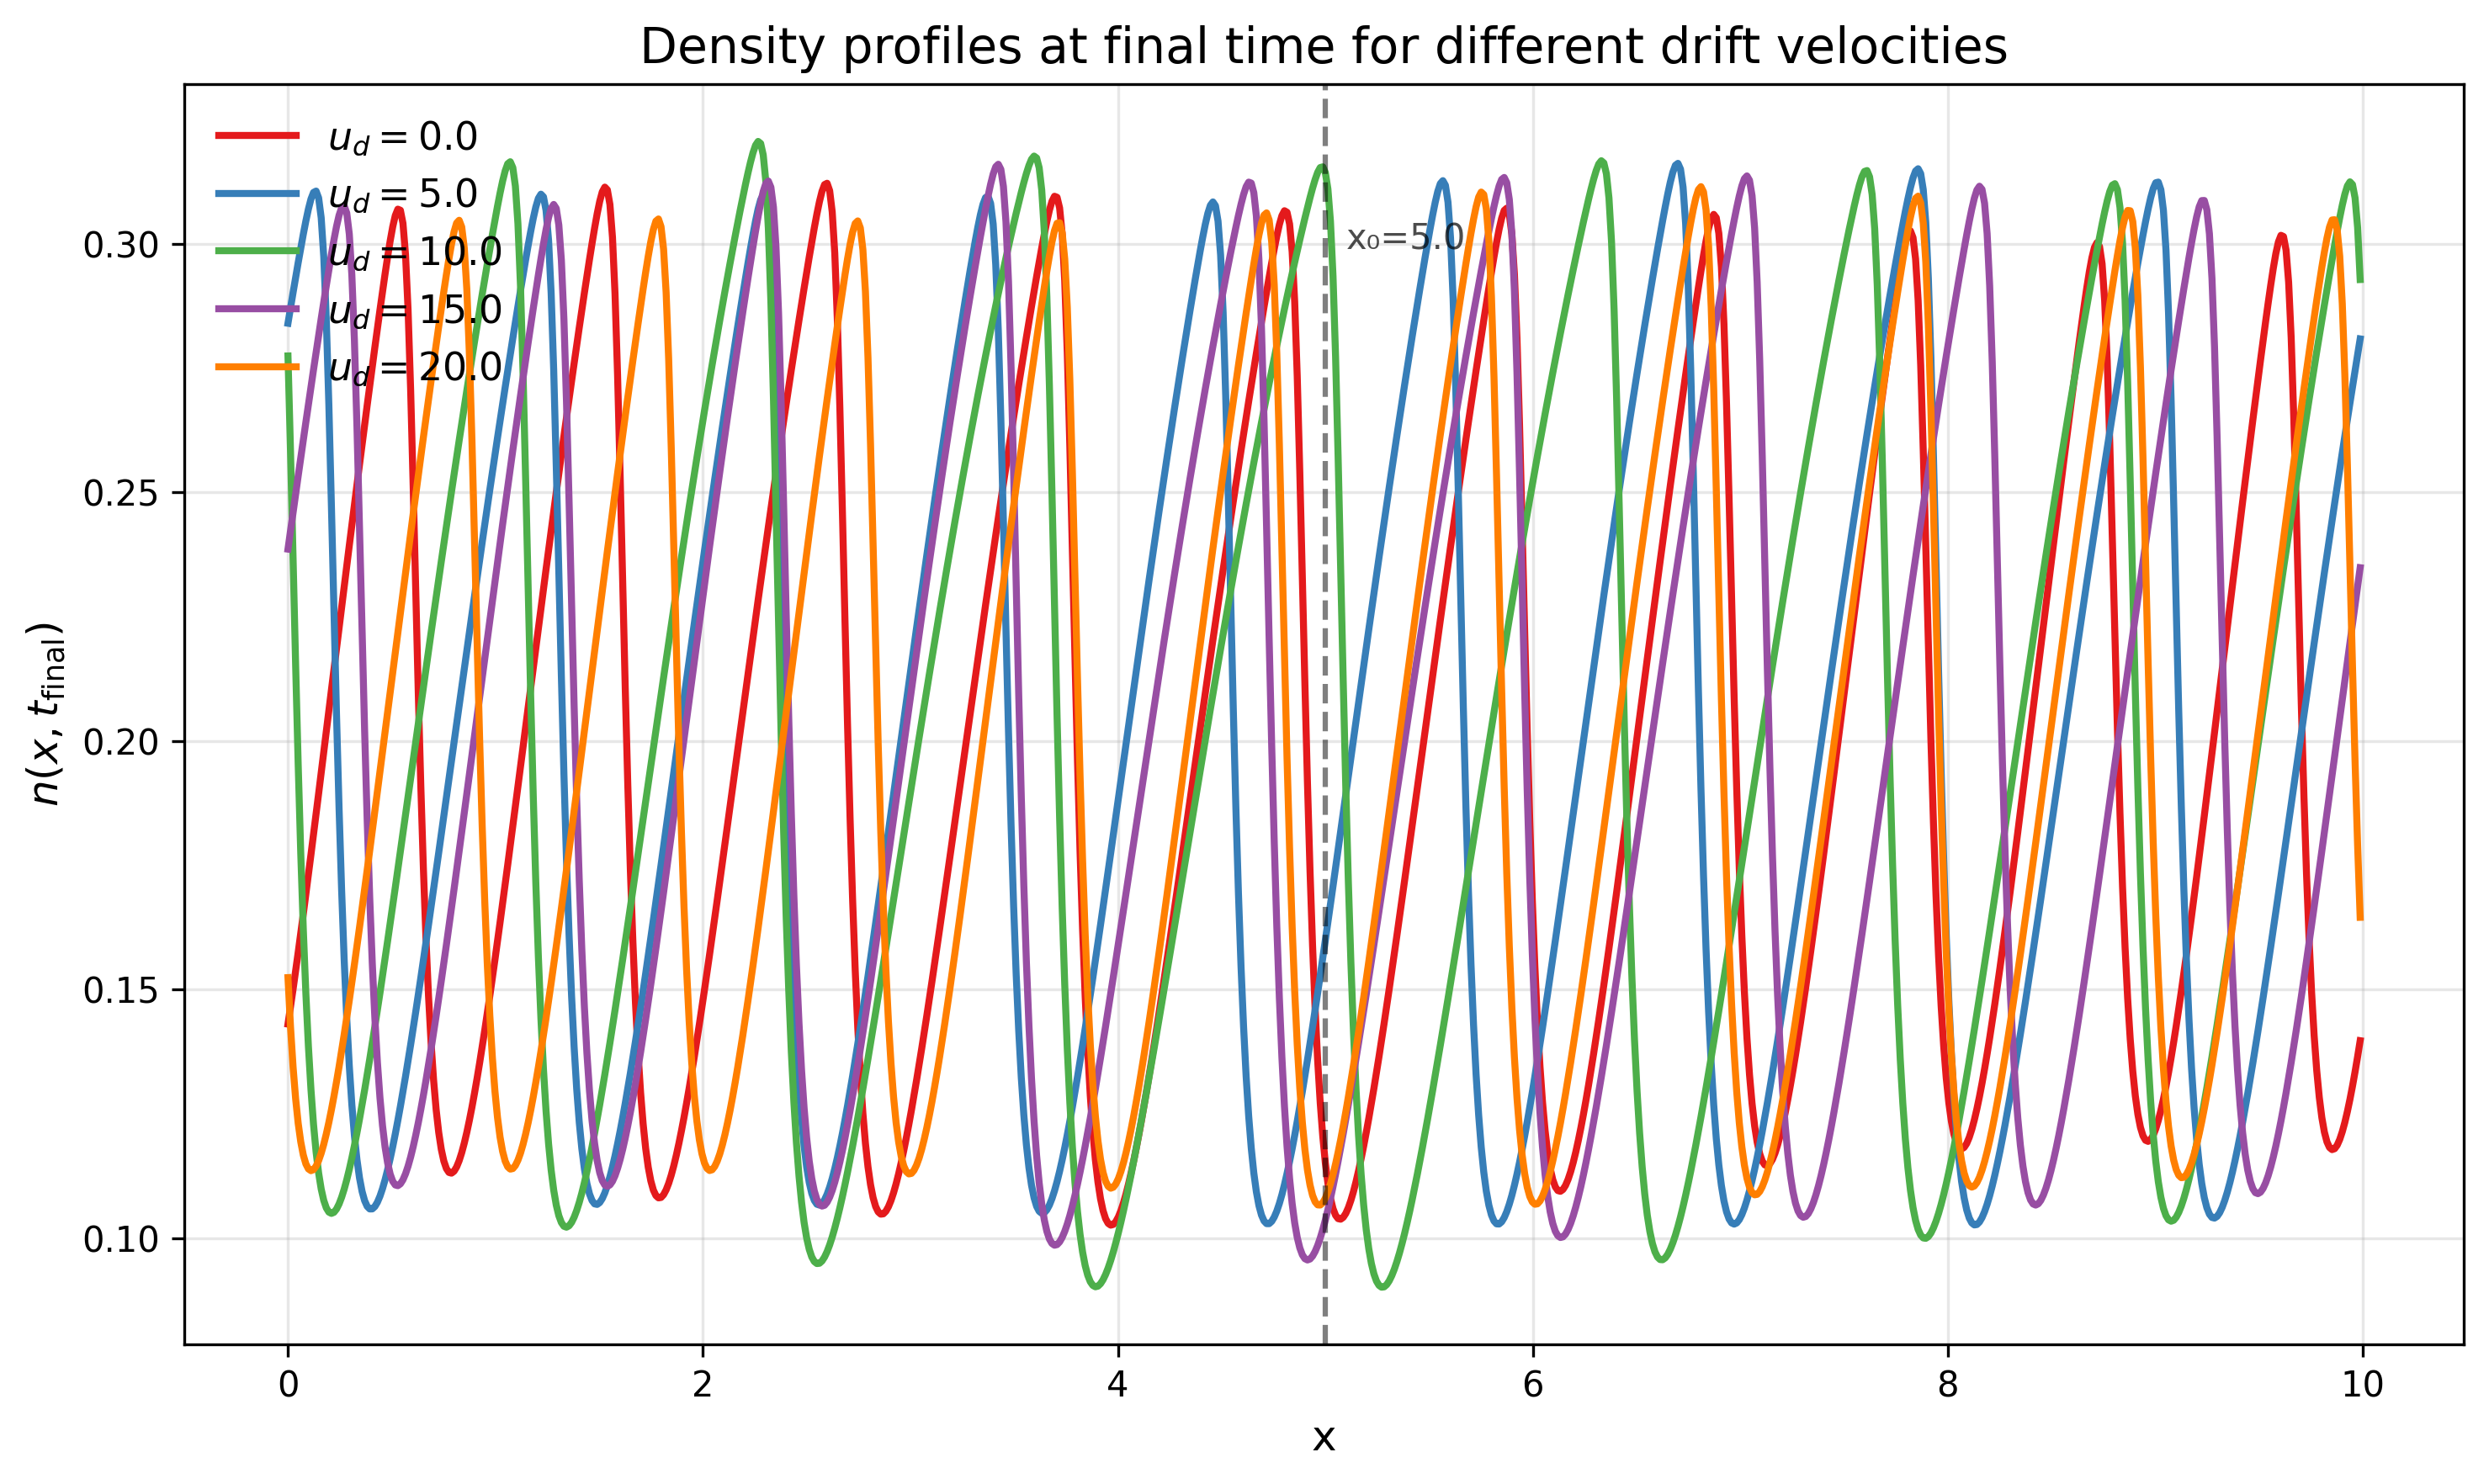 Density profiles at final time for different drift velocities
u_d = 0.0
u_d = 5.0
u_d = 10.0
u_d = 15.0
u_d = 20.0
x₀=5.0
0.30
0.25
0.20
0.15
0.10
n(x, t_final)
0 2 4 6 8 10
x